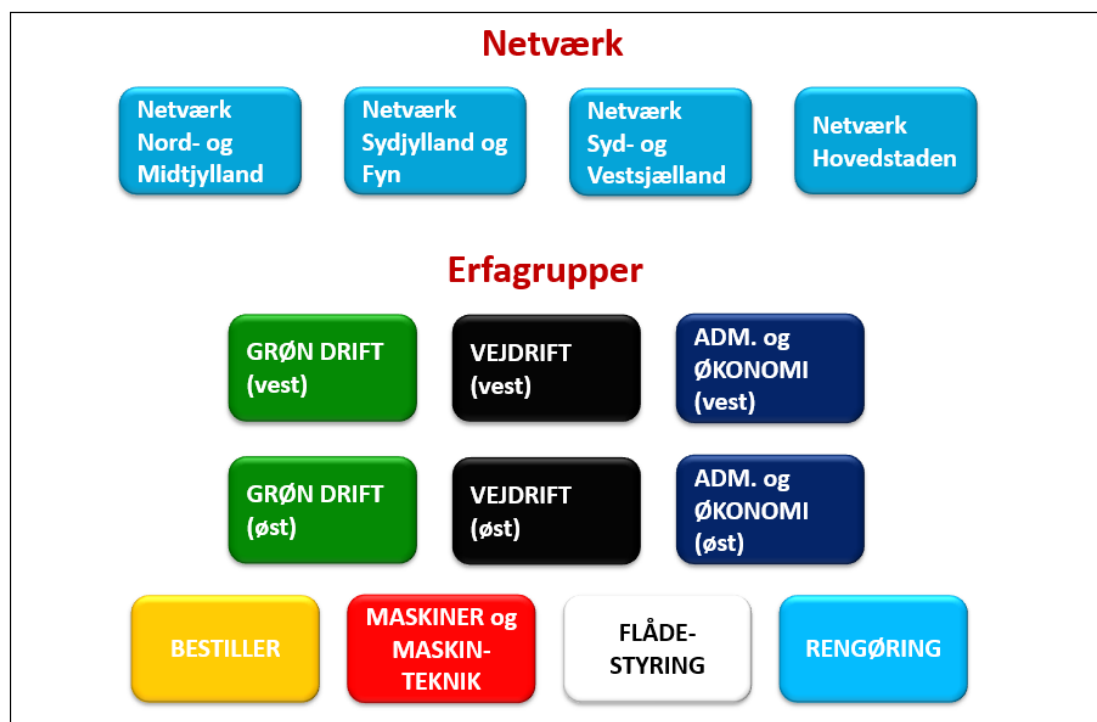 Netværk
Netværk
Nord- og
Midtjylland
Netværk
Sydjylland og
Fyn
Netværk
Syd- og
Vestsjælland
Netværk
Hovedstaden
Erfagrupper
GRØN DRIFT
(vest)
VEJDRIFT
(vest)
ADM. og
ØKONOMI
(vest)
GRØN DRIFT
(øst)
VEJDRIFT
(øst)
ADM. og
ØKONOMI
(øst)
BESTILLER
MASKINER og
MASKIN-
TEKNIK
FLÅDE-
STYRING
RENGØRING